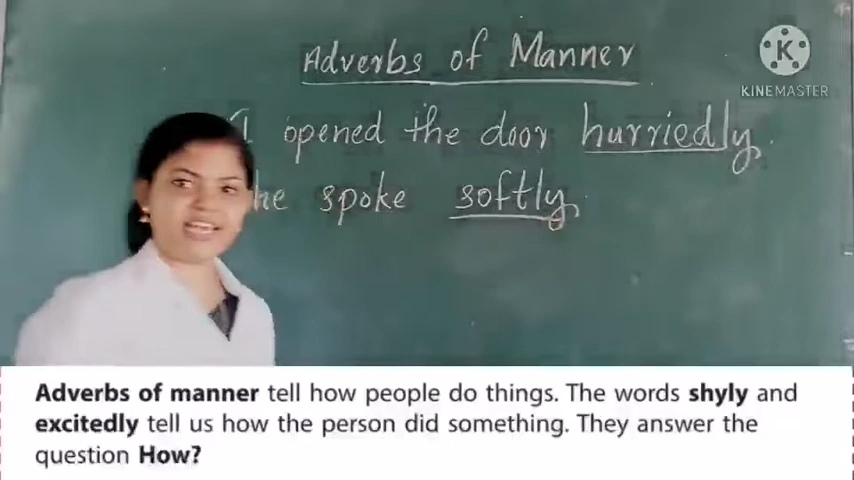 Adverbs of Manner
KINEMASTER
I opened the door hurriedly.
he spoke softly.
Adverbs of manner tell how people do things. The words shyly and
excitedly tell us how the person did something. They answer the
question How?